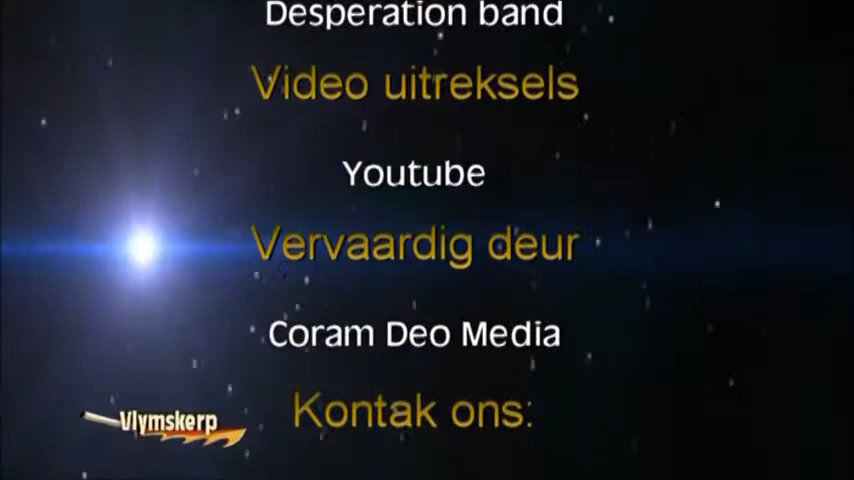 Desperation band
Video uitreksels
Youtube
Vervaardig deur
Coram Deo Media
Kontak ons:
Vlymskerp